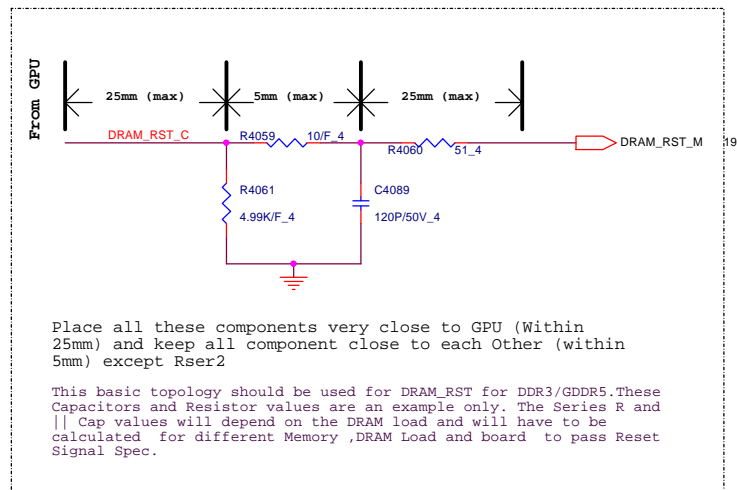 From GPU
25mm (max)
5mm (max)
25mm (max)
DRAM_RST_C
R4059
10/F_4
R4060
51_4
DRAM_RST_M
19
R4061
4.99K/F_4
C4089
120P/50V_4
Place all these components very close to GPU (Within
25mm) and keep all component close to each Other (within
5mm) except Rser2
This basic topology should be used for DRAM_RST for DDR3/GDDR5.These
Capacitors and Resistor values are an example only. The Series R and
|| Cap values will depend on the DRAM load and will have to be
calculated  for different Memory ,DRAM Load and board  to pass Reset
Signal Spec.